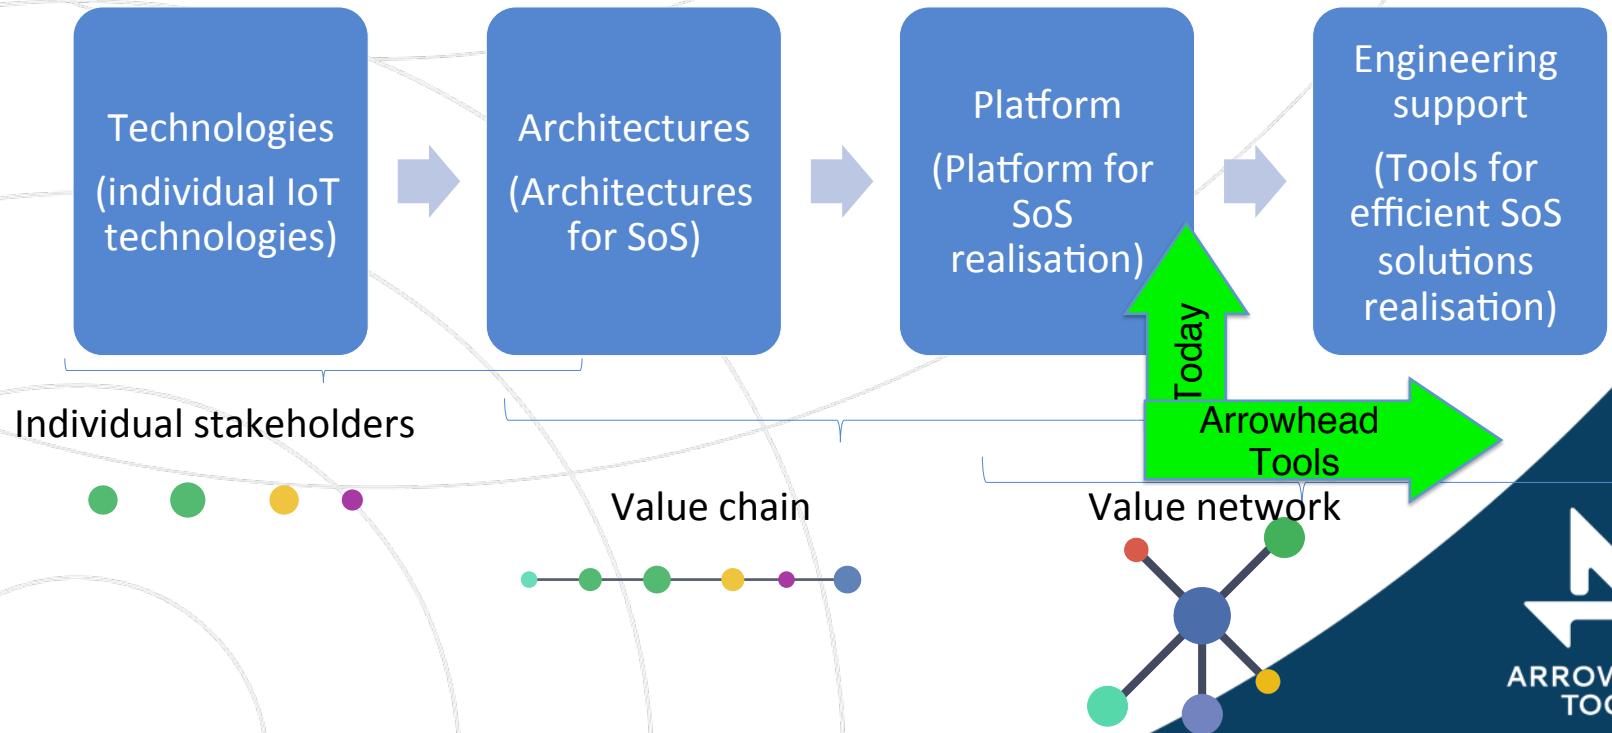 Technologies
(individual IoT
technologies)
Architectures
(Architectures
for SoS)
Platform
(Platform for
SoS
realisation)
Engineering
support
(Tools for
efficient SoS
solutions
realisation)
Today
Arrowhead
Tools
Individual stakeholders
Value chain
Value network